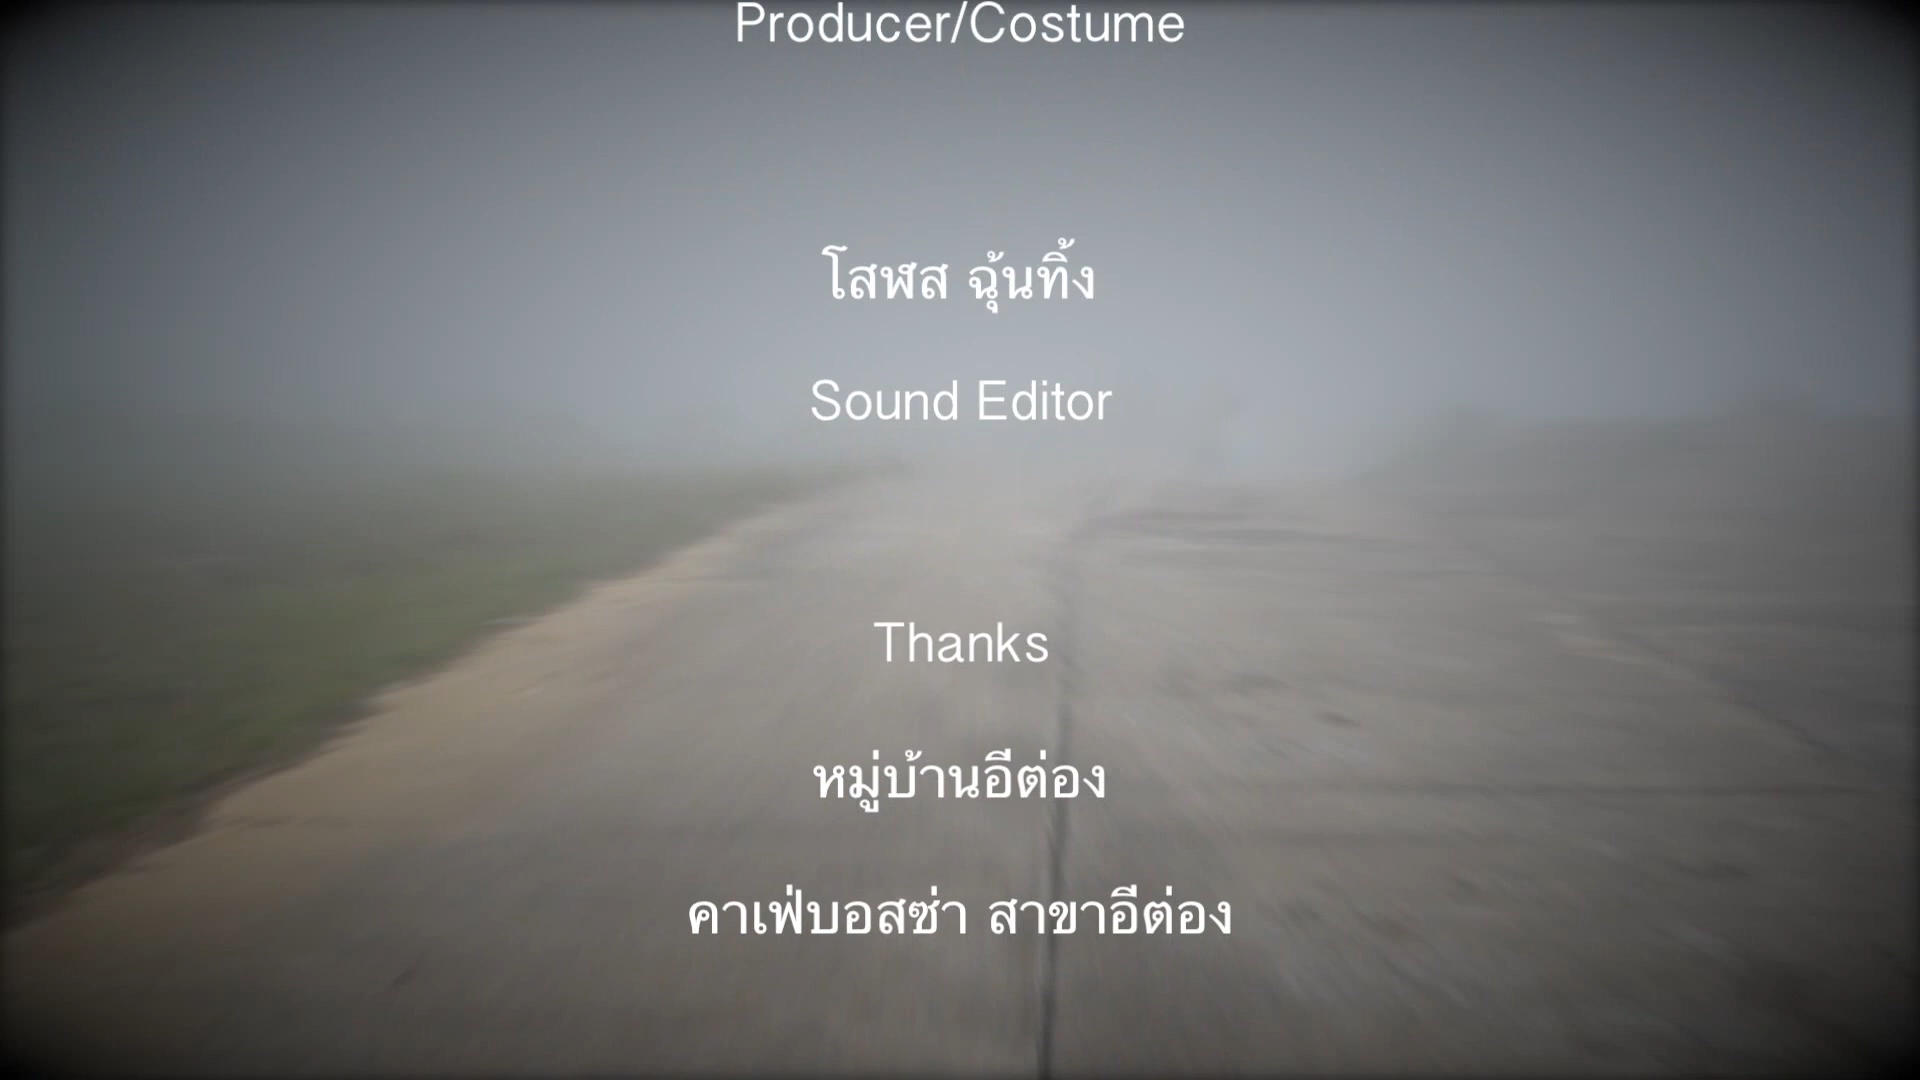 Producer/Costume
โสฬส ฉุ้นทิ้ง
Sound Editor
Thanks
หมู่บ้านอีต่อง
คาเฟ่บอสซ่า สาขาอีต่อง